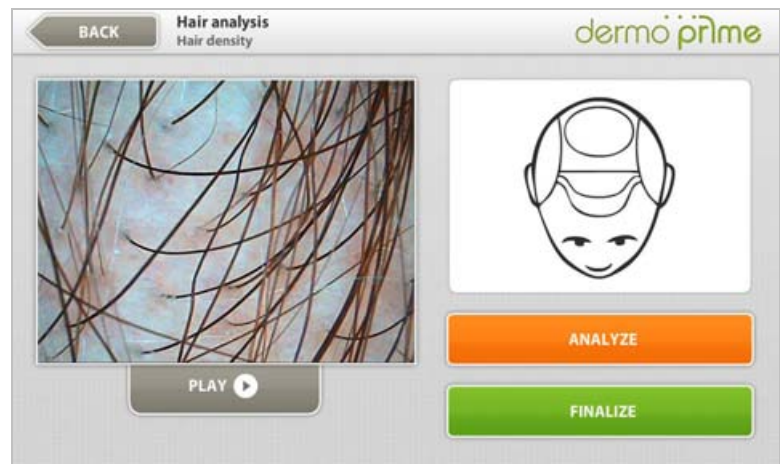 BACK
Hair analysis
Hair density
dermo prime
PLAY
ANALYZE
FINALIZE